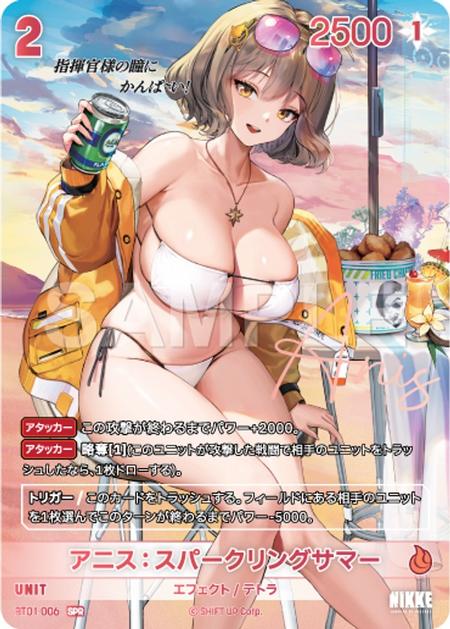 2
2500 1
指揮官様の瞳に
かんぱ〜い!
FRIED CHI
SAMPLE
Anis
アタッカー この攻撃が終わるまでパワー+2000。
アタッカー 略奪[1](このユニットが攻撃した戦闘で相手のユニットをトラッ
シュしたなら、1枚ドローする)。
トリガー / このカードをトラッシュする。フィールドにある相手のユニット
を1枚選んでこのターンが終わるまでパワー-5000。
アニス:スパークリングサマー
UNIT エフェクト / テトラ NIKKE
BT01-006 SPR © SHIFT UP Corp.